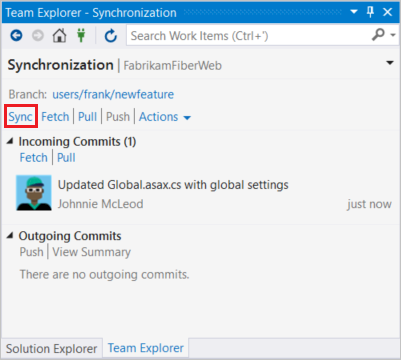 Team Explorer - Synchronization
Search Work Items (Ctrl+')
Synchronization | FabrikamFiberWeb
Branch: users/frank/newfeature
Sync Fetch | Pull | Push | Actions
Incoming Commits (1)
Fetch | Pull
Updated Global.asax.cs with global settings
Johnnie McLeod just now
Outgoing Commits
Push | View Summary
There are no outgoing commits.
Solution Explorer Team Explorer